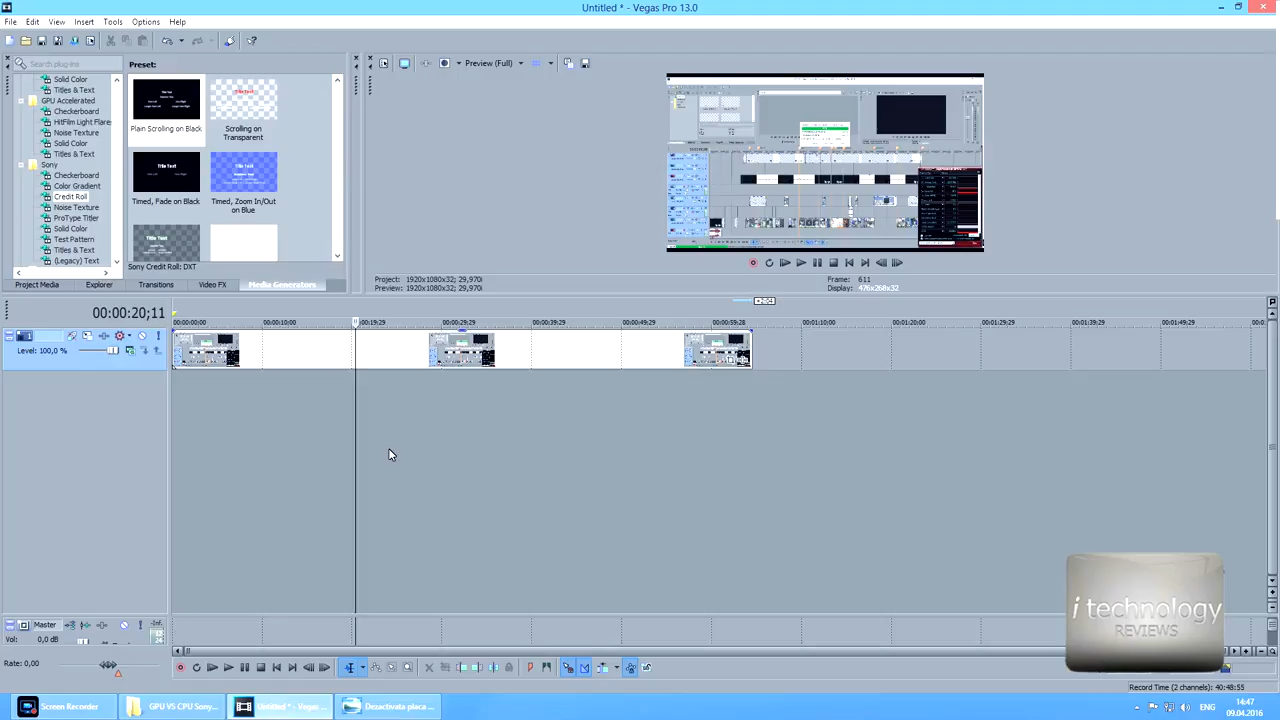 Untitled * - Vegas Pro 13.0
File Edit View Insert Tools Options Help
Search plug-ins
Solid Color
Titles & Text
GPU Accelerated
Checkerboard
HitFilm Light Flare
Noise Texture
Solid Color
Titles & Text
Sony
Checkerboard
Color Gradient
Credit Roll
Noise Texture
ProType Titler
Solid Color
Test Pattern
Titles & Text
(Legacy) Text
Preset:
Plain Scrolling on Black
Scrolling on Transparent
Timed, Fade on Black
on Blue
Sony Credit Roll: DXT
Project Media Explorer Transitions Video FX Media Generators
Preview (Full)
Project: 1920x1080x32; 29,970i
Preview: 1920x1080x32; 29,970i
Frame: 611
Display: 476x268x32
00:00:20;11
00:00:00;00 00:00:10;00 00:00:19;29 00:00:29;29 00:00:39;29 00:00:49;29 00:00:59;28 00:01:10;00 00:01:20;00 00:01:29;29 00:01:39;29 00:01:49;29
Level: 100,0 %
Master
Vol: 0,0 dB
Rate: 0,00
i technology
REVIEWS
Record Time (2 channels): 40:48:55
Screen Recorder
GPU VS CPU Sony...
Untitled * - Vegas ...
Dezactivata placa ...
ENG
14:47
09.04.2016